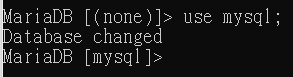 MariaDB [(none)]> use mysql;
Database changed
MariaDB [mysql]>